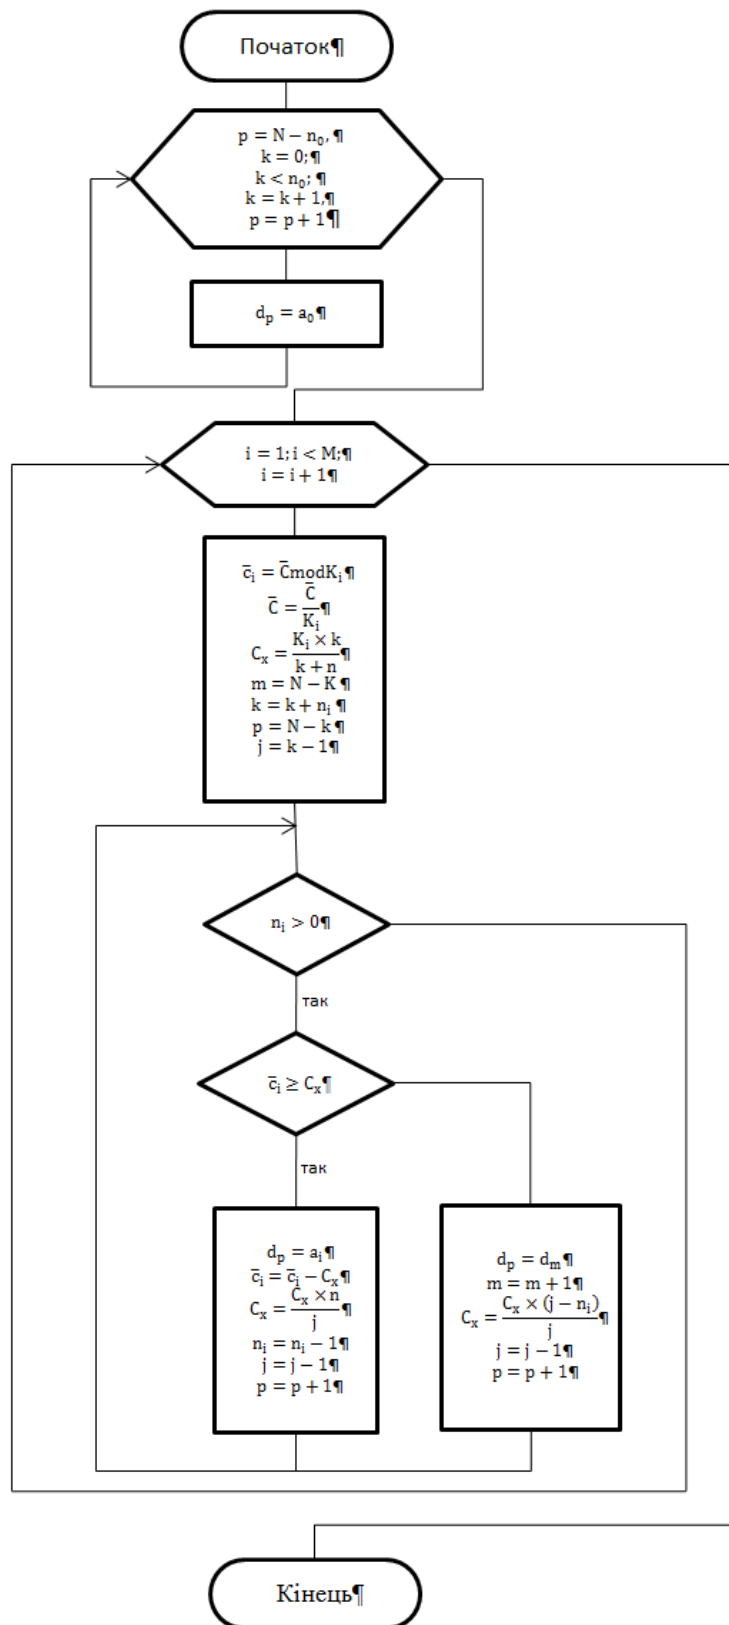 Початок¶
p = N − n₀,¶
k = 0;¶
k < n₀;¶
k = k + 1,¶
p = p + 1¶
dₚ = a₀¶
i = 1; i < M;¶
i = i + 1¶
c̅ᵢ = C̅modKᵢ¶
C̅ = C̅/Kᵢ¶
Cₓ = (Kᵢ × k)/(k + n)¶
m = N − K¶
k = k + nᵢ¶
p = N − k¶
j = k − 1¶
nᵢ > 0¶
так
c̅ᵢ ≥ Cₓ¶
так
dₚ = aᵢ¶
c̅ᵢ = c̅ᵢ − Cₓ¶
Cₓ = (Cₓ × n)/j¶
nᵢ = nᵢ − 1¶
j = j − 1¶
p = p + 1¶
dₚ = dₘ¶
m = m + 1¶
Cₓ = (Cₓ × (j − nᵢ))/j¶
j = j − 1¶
p = p + 1¶
Кінець¶